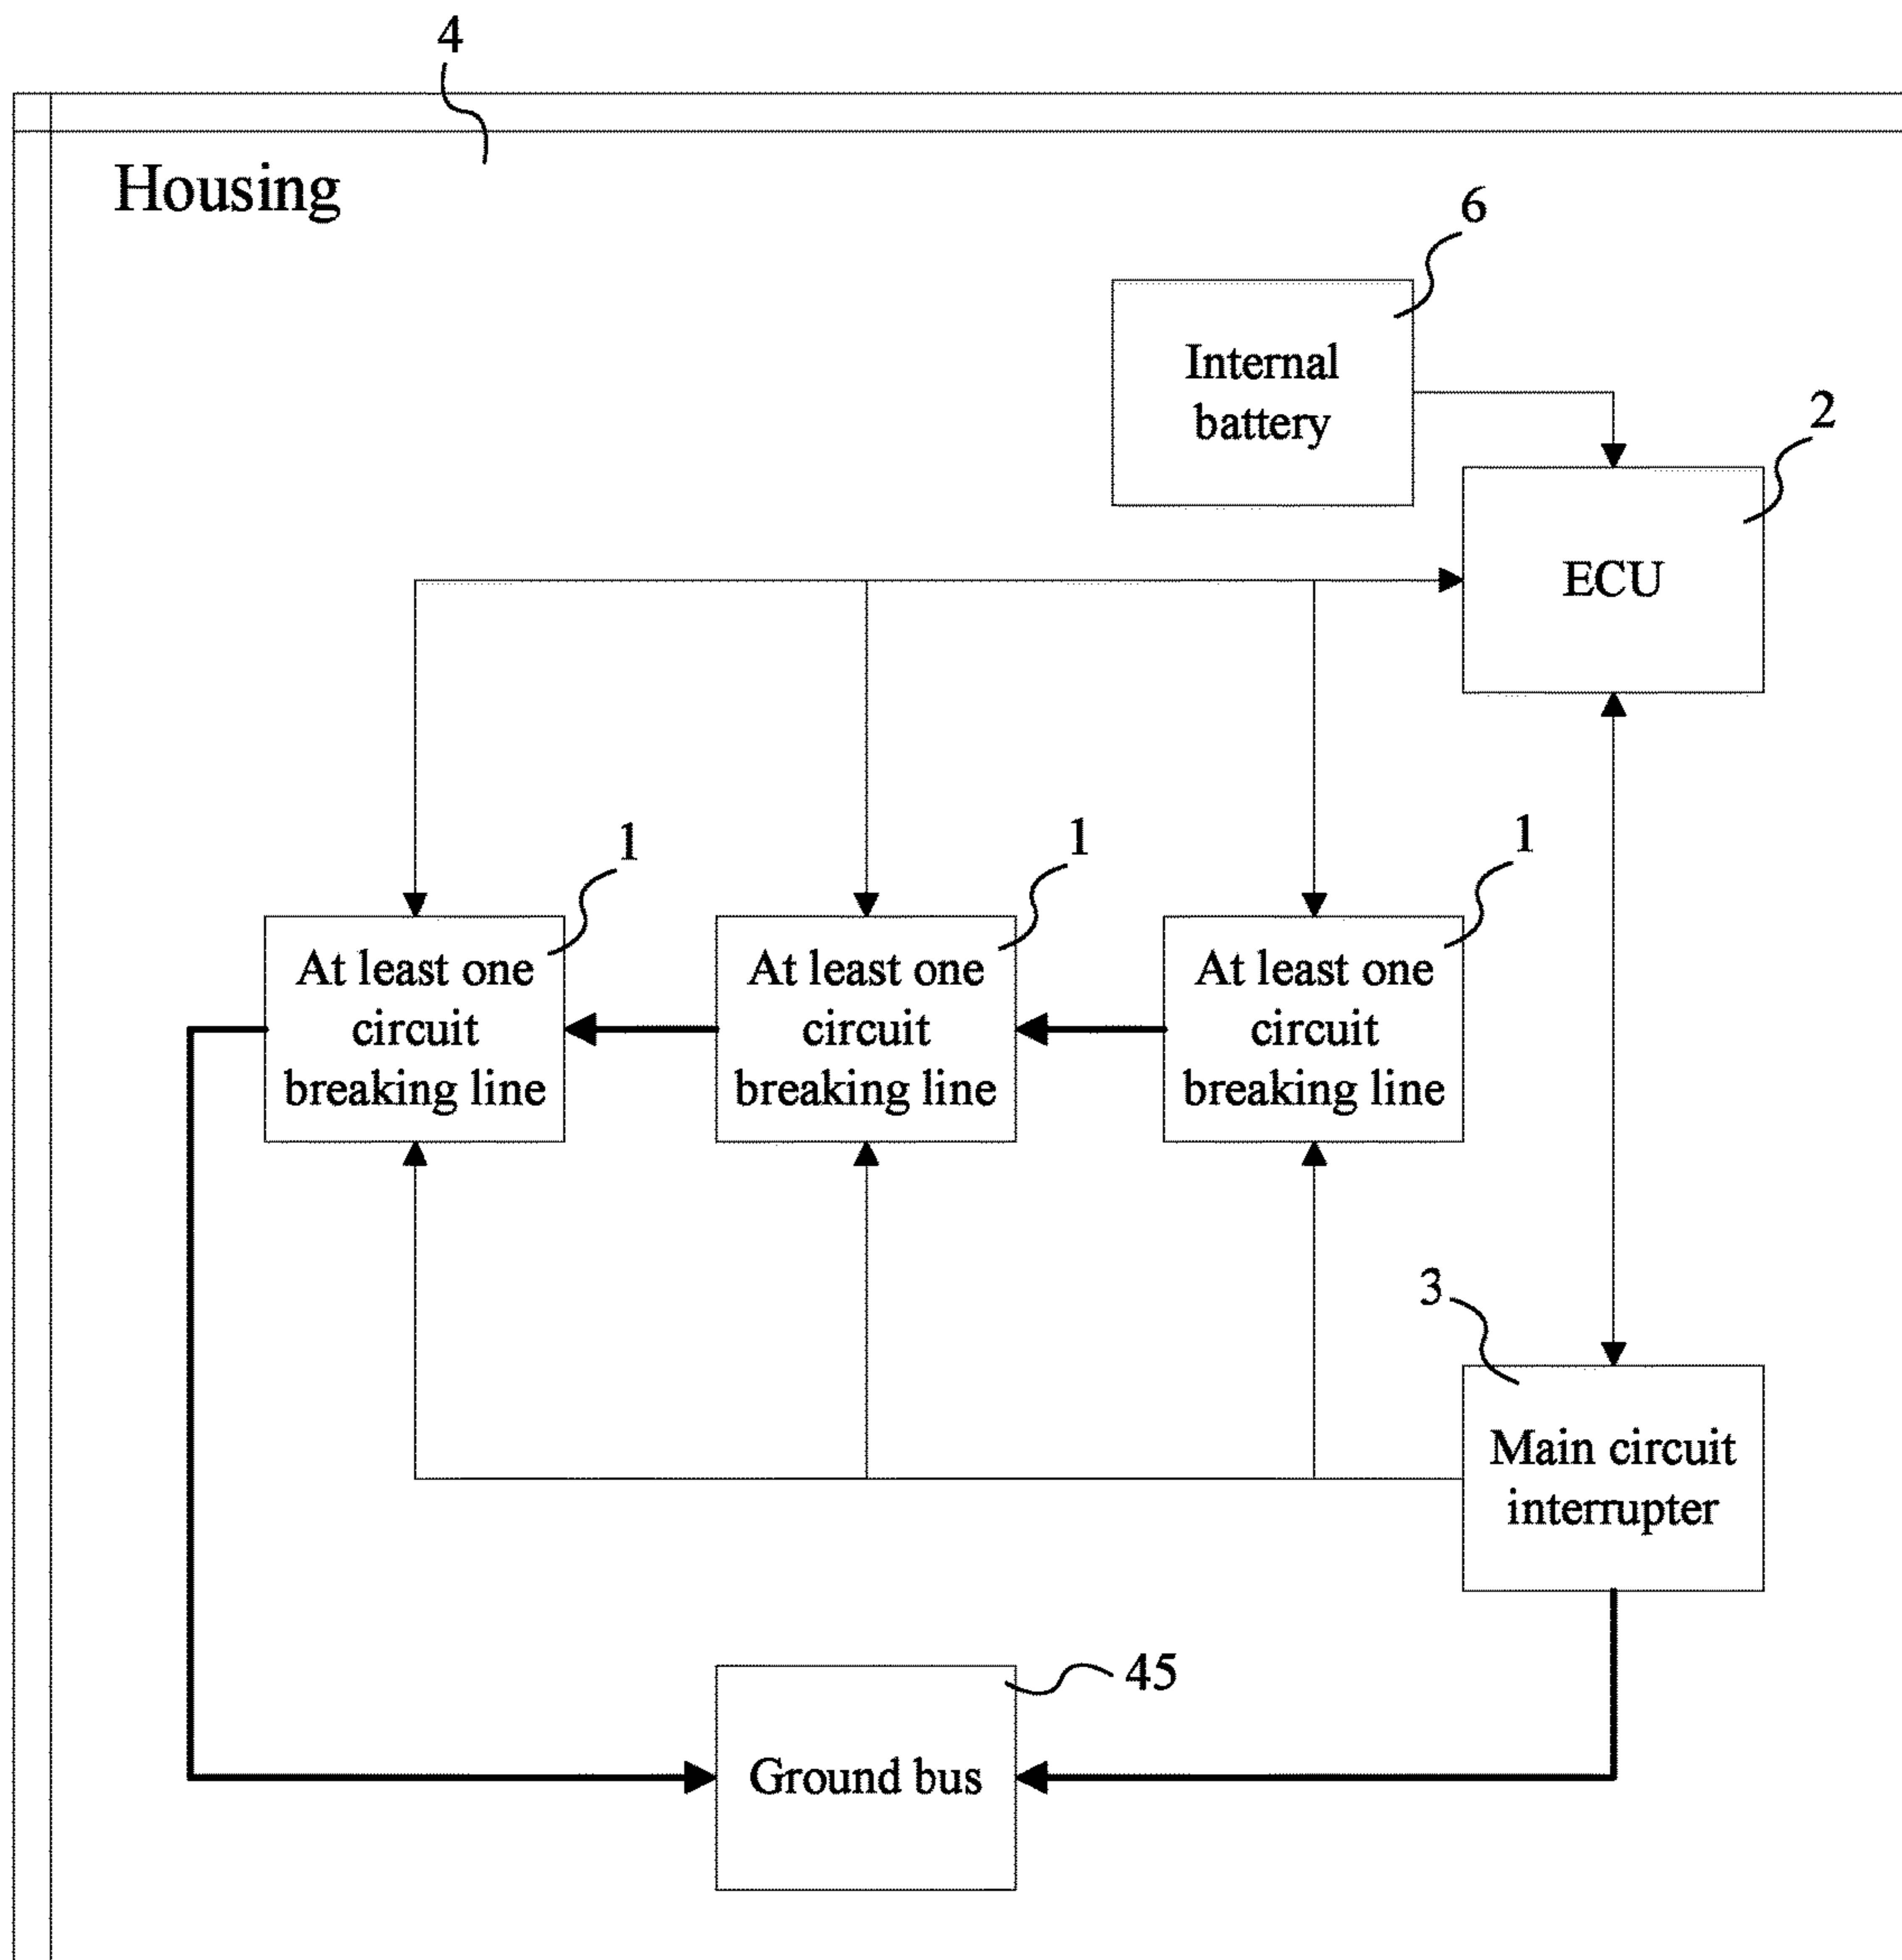 4
Housing
6
Internal
battery
2
ECU
1
1
1
At least one
circuit
breaking line
At least one
circuit
breaking line
At least one
circuit
breaking line
3
Main circuit
interrupter
45
Ground bus